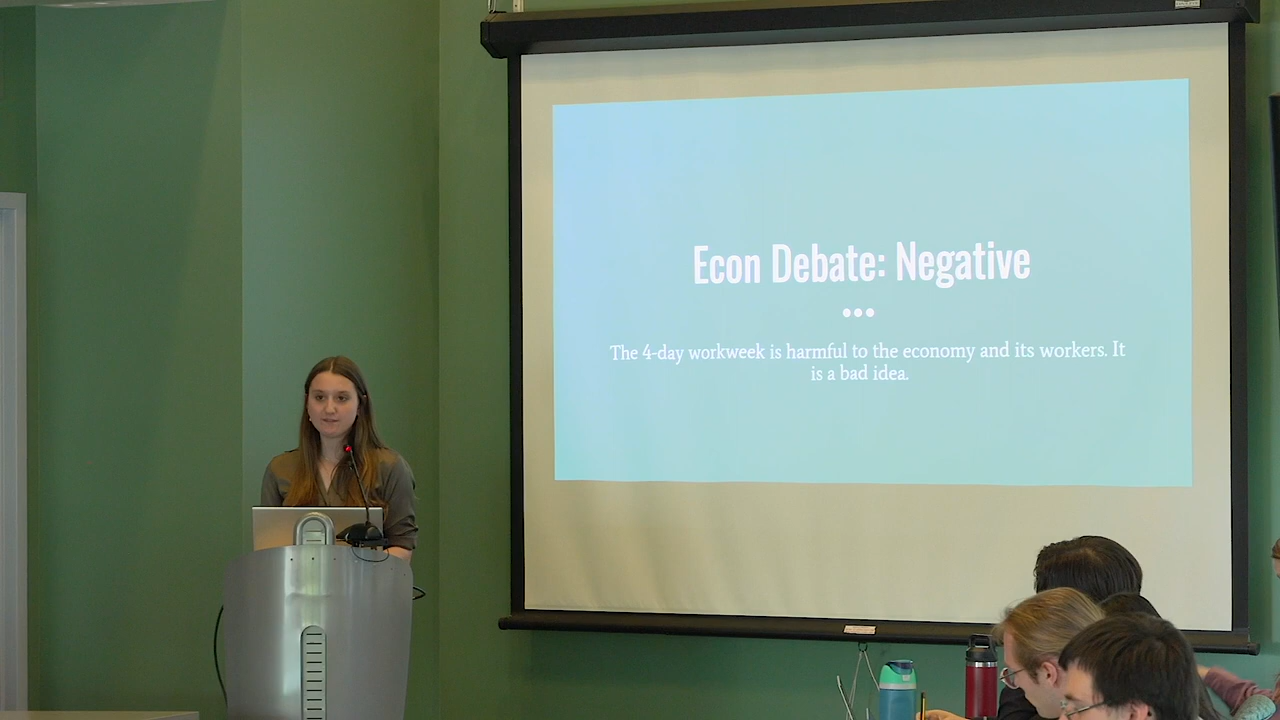 Econ Debate: Negative
The 4-day workweek is harmful to the economy and its workers. It
is a bad idea.